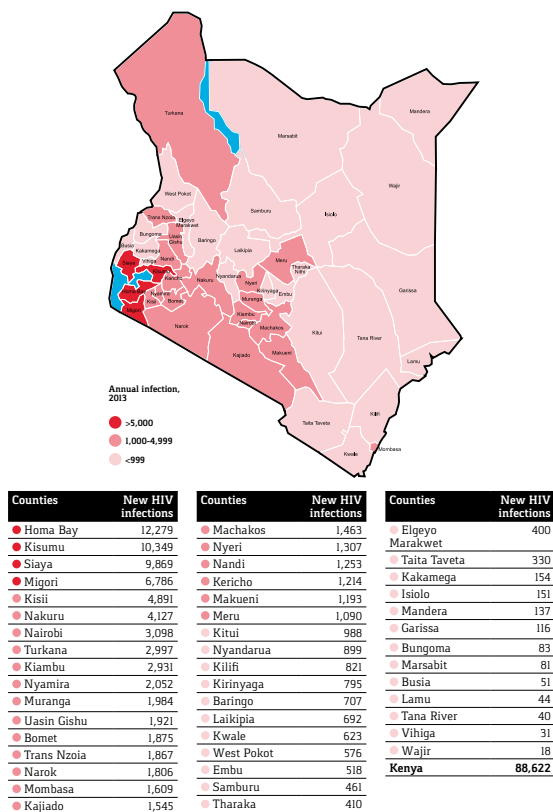 Turkana
Marsabit
Mandera
Wajir
West Pokot
Samburu
Isiolo
Trans Nzoia
Elgeyo
Marakwet
Bungoma
Uasin
Gishu
Baringo
Laikipia
Busia
Kakamega
Vihiga
Nandi
Meru
Siaya
Kisumu
Kericho
Nakuru
Nyandarua
Nyeri
Tharaka
Nithi
Garissa
Homa Bay
Nyamira
Kisii
Bomet
Kirinyaga
Embu
Muranga
Migori
Kiambu
Nairobi
Machakos
Narok
Kitui
Tana River
Kajiado
Makueni
Lamu
Kilifi
Taita Taveta
Mombasa
Kwale
Annual infection,
2013
>5,000
1,000-4,999
<999
Counties New HIV
infections
Homa Bay 12,279
Kisumu 10,349
Siaya 9,869
Migori 6,786
Kisii 4,891
Nakuru 4,127
Nairobi 3,098
Turkana 2,997
Kiambu 2,931
Nyamira 2,052
Muranga 1,984
Uasin Gishu 1,921
Bomet 1,875
Trans Nzoia 1,867
Narok 1,806
Mombasa 1,609
Kajiado 1,545
Counties New HIV
infections
Machakos 1,463
Nyeri 1,307
Nandi 1,253
Kericho 1,214
Makueni 1,193
Meru 1,090
Kitui 988
Nyandarua 899
Kilifi 821
Kirinyaga 795
Baringo 707
Laikipia 692
Kwale 623
West Pokot 576
Embu 518
Samburu 461
Tharaka 410
Counties New HIV
infections
Elgeyo 400
Marakwet
Taita Taveta 330
Kakamega 154
Isiolo 151
Mandera 137
Garissa 116
Bungoma 83
Marsabit 81
Busia 51
Lamu 44
Tana River 40
Vihiga 31
Wajir 18
Kenya 88,622